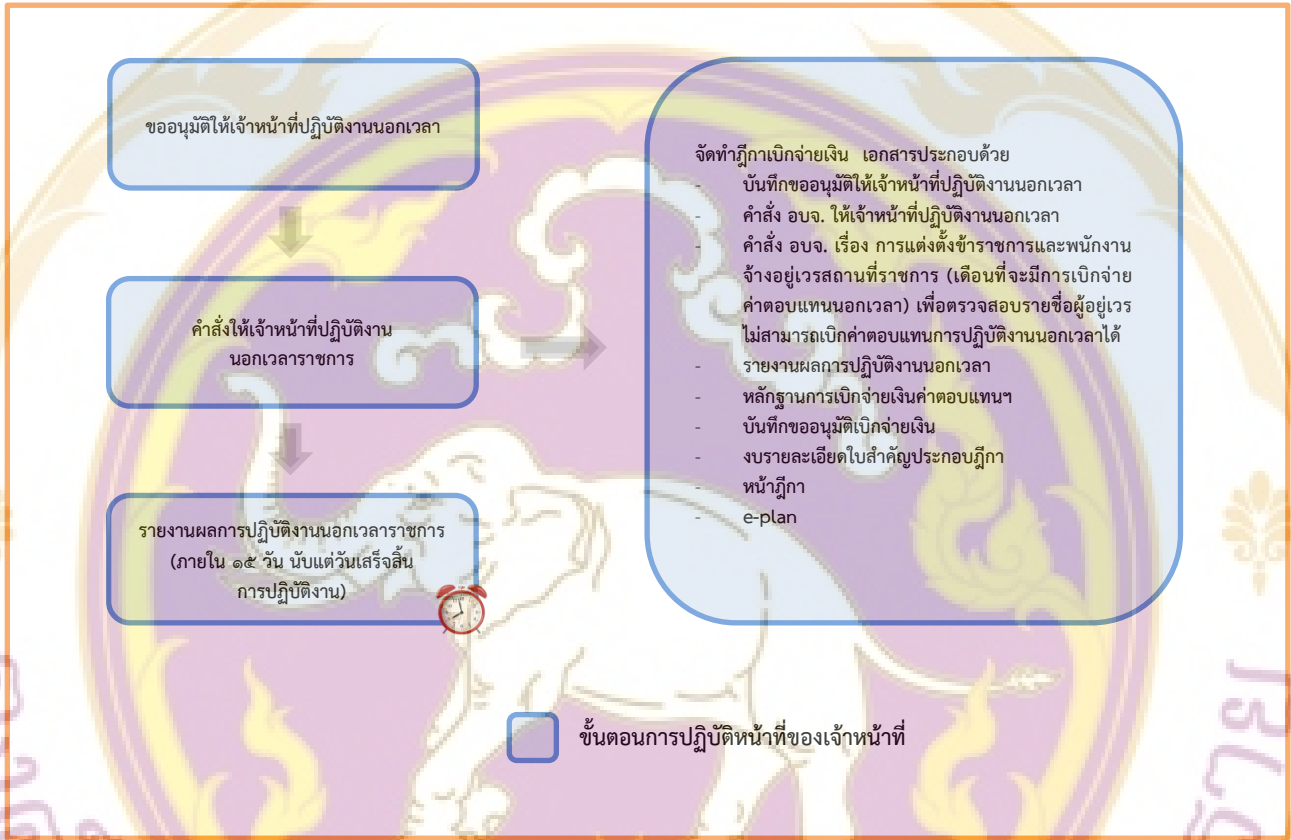 ขออนุมัติให้เจ้าหน้าที่ปฏิบัติงานนอกเวลา
คำสั่งให้เจ้าหน้าที่ปฏิบัติงาน
นอกเวลาราชการ
รายงานผลการปฏิบัติงานนอกเวลาราชการ
(ภายใน ๑๕ วัน นับแต่วันเสร็จสิ้น
การปฏิบัติงาน)
จัดทำฎีกาเบิกจ่ายเงิน เอกสารประกอบด้วย
- บันทึกขออนุมัติให้เจ้าหน้าที่ปฏิบัติงานนอกเวลา
- คำสั่ง อบจ. ให้เจ้าหน้าที่ปฏิบัติงานนอกเวลา
- คำสั่ง อบจ. เรื่อง การแต่งตั้งข้าราชการและพนักงาน
จ้างอยู่เวรสถานที่ราชการ (เดือนที่จะมีการเบิกจ่าย
ค่าตอบแทนนอกเวลา) เพื่อตรวจสอบรายชื่อผู้อยู่เวร
ไม่สามารถเบิกค่าตอบแทนการปฏิบัติงานนอกเวลาได้
- รายงานผลการปฏิบัติงานนอกเวลา
- หลักฐานการเบิกจ่ายเงินค่าตอบแทนฯ
- บันทึกขออนุมัติเบิกจ่ายเงิน
- งบรายละเอียดใบสำคัญประกอบฎีกา
- หน้าฎีกา
- e-plan
ขั้นตอนการปฏิบัติหน้าที่ของเจ้าหน้าที่